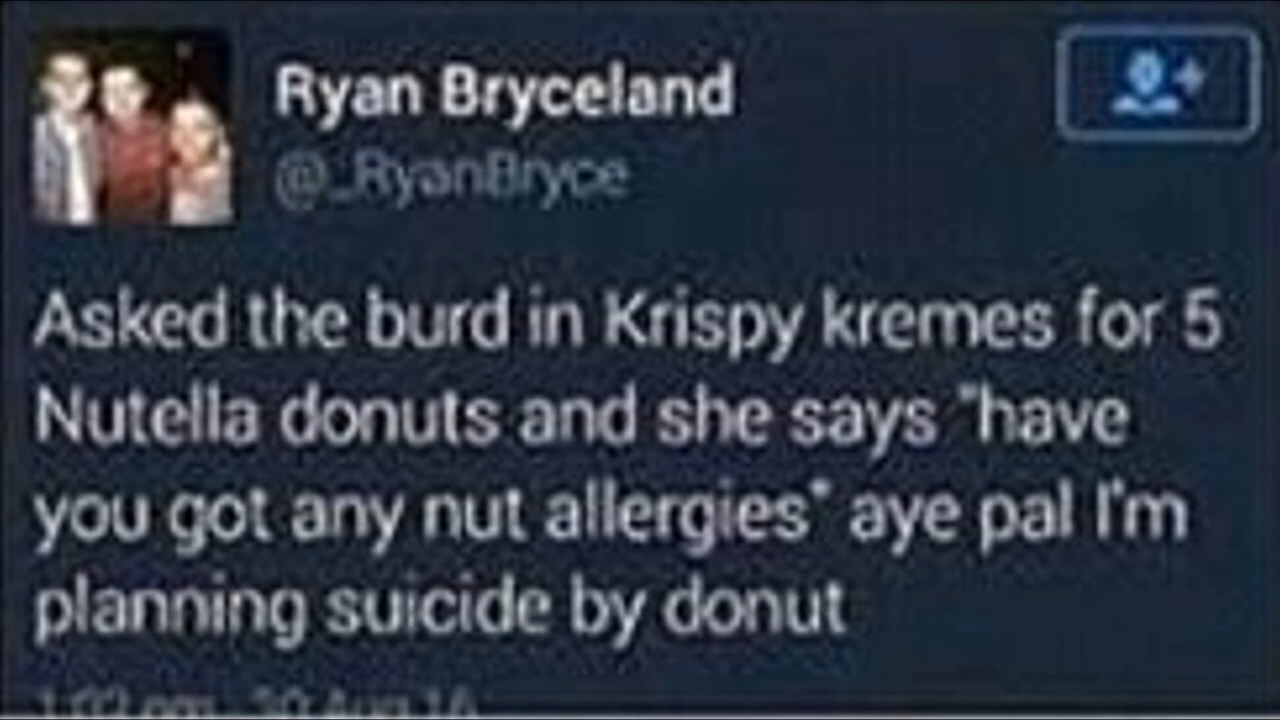 Ryan Bryceland
@_RyanBryce
Asked the burd in Krispy kremes for 5
Nutella donuts and she says "have
you got any nut allergies" aye pal I'm
planning suicide by donut